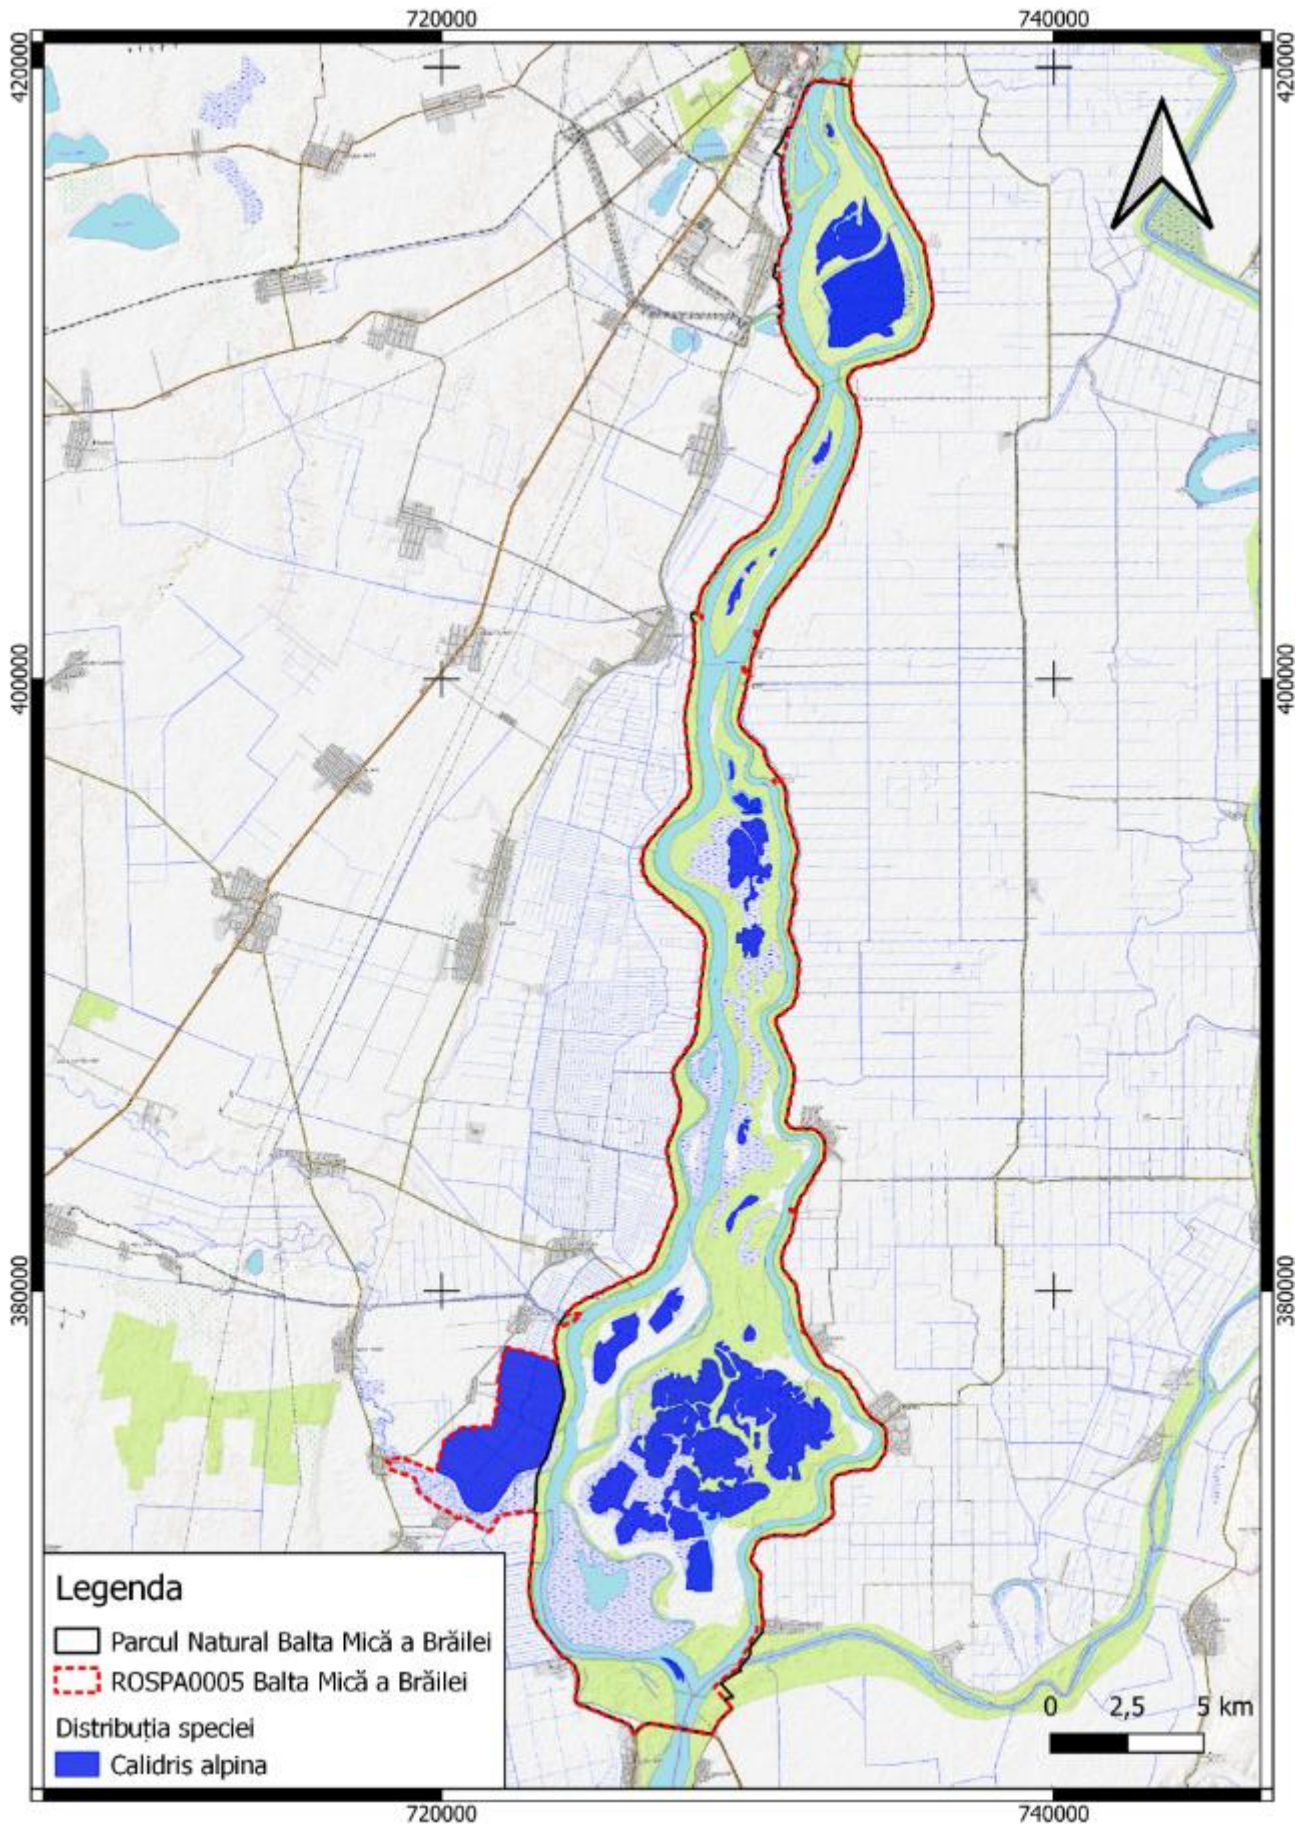 720000
740000
420000
420000
400000
400000
380000
380000
Legenda
Parcul Natural Balta Mică a Brăilei
ROSPA0005 Balta Mică a Brăilei
Distribuția speciei
Calidris alpina
0 2,5 5 km
720000
740000